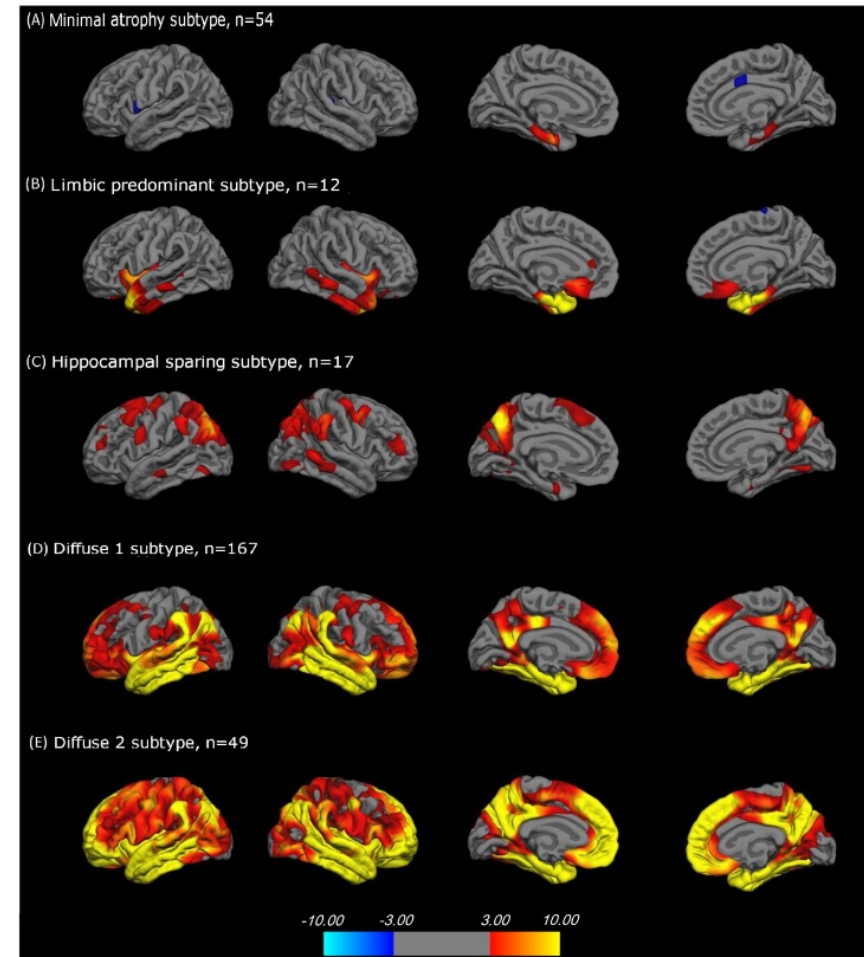 (A) Minimal atrophy subtype, n=54
(B) Limbic predominant subtype, n=12
(C) Hippocampal sparing subtype, n=17
(D) Diffuse 1 subtype, n=167
(E) Diffuse 2 subtype, n=49
-10.00 -3.00 3.00 10.00